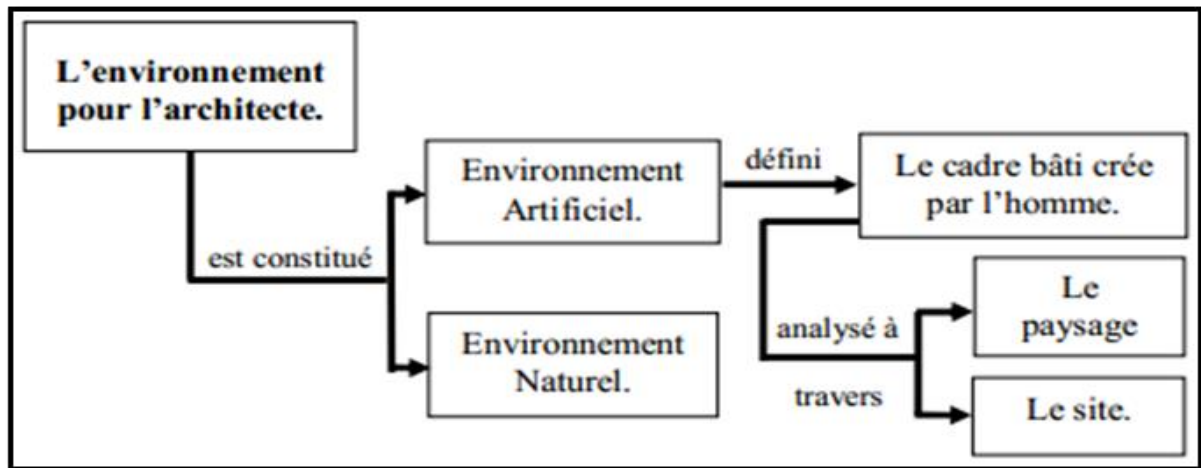 L'environnement
pour l'architecte.
est constitué
Environnement
Artificiel.
Environnement
Naturel.
défini
Le cadre bâti crée
par l'homme.
analysé à
travers
Le
paysage
Le site.